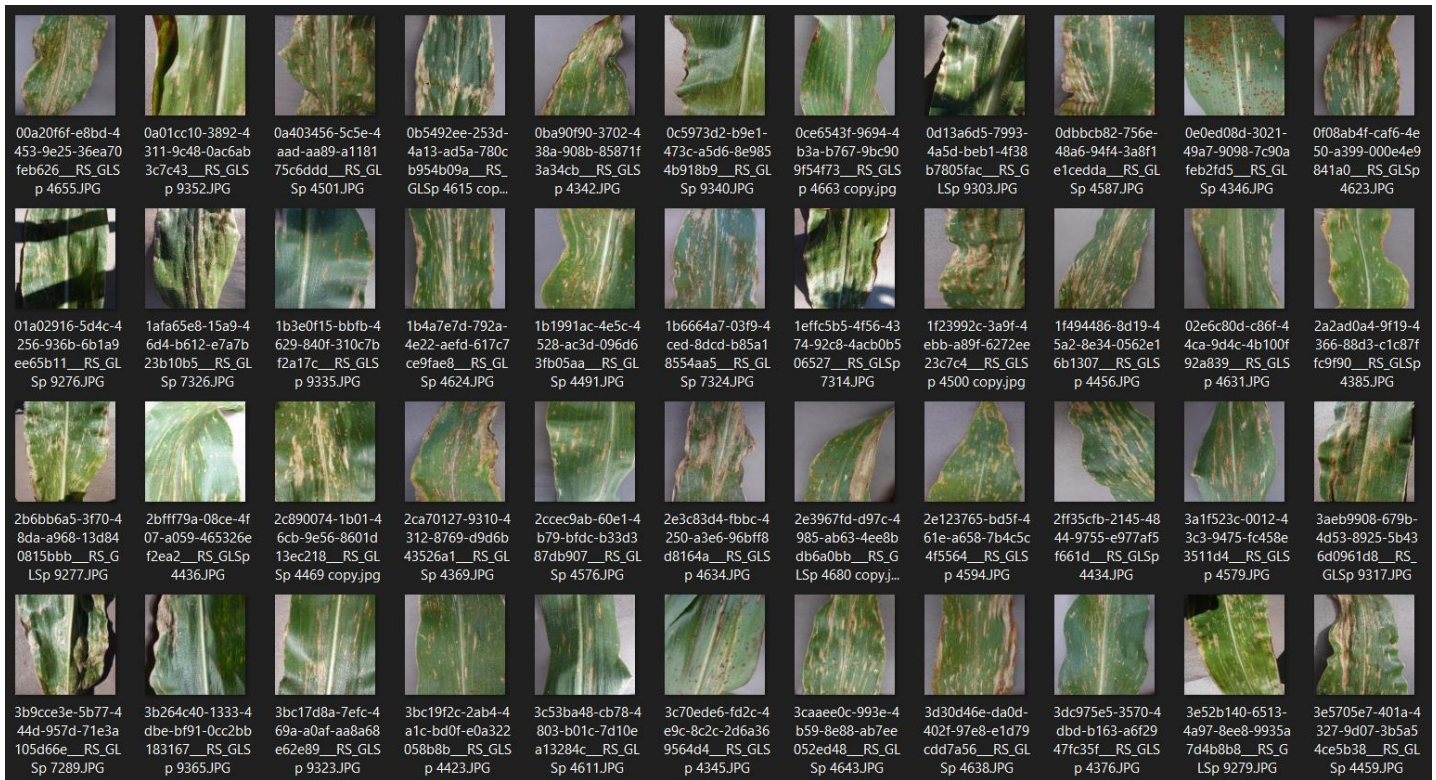 00a20f6f-e8bd-4
453-9e25-36ea70
feb626___RS_GLS
p 4655.JPG
0a01cc10-3892-4
311-9c48-0ac6ab
3c7c43___RS_GLS
p 9352.JPG
0a403456-5c5e-4
aad-aa89-a1181
75c6ddd___RS_GL
Sp 4501.JPG
0b5492ee-253d-
4a13-ad5a-780c
b954b09a___RS_
GLSp 4615 cop...
0ba90f90-3702-4
38a-908b-85871f
3a34cb___RS_GLS
p 4342.JPG
0c5973d2-b9e1-
473c-a5d6-8e985
4b918b9___RS_GL
Sp 9340.JPG
0ce6543f-9694-4
b3a-b767-9bc90
9f54f73___RS_GLS
p 4663 copy.jpg
0d13a6d5-7993-
4a5d-beb1-4f38
b7805fac___RS_G
LSp 9303.JPG
0dbbcb82-756e-
48a6-94f4-3a8f1
e1cedda___RS_GL
Sp 4587.JPG
0e0ed08d-3021-
49a7-9098-7c90a
feb2fd5___RS_GL
Sp 4346.JPG
0f08ab4f-caf6-4e
50-a399-000e4e9
841a0___RS_GLSp
4623.JPG
01a02916-5d4c-4
256-936b-6b1a9
ee65b11___RS_GL
Sp 9276.JPG
1afa65e8-15a9-4
6d4-b612-e7a7b
23b10b5___RS_GL
Sp 7326.JPG
1b3e0f15-bbfb-4
629-840f-310c7b
f2a17c___RS_GLS
p 9335.JPG
1b4a7e7d-792a-
4e22-aefd-617c7
ce9fae8___RS_GL
Sp 4624.JPG
1b1991ac-4e5c-4
528-ac3d-096d6
3fb05aa___RS_GL
Sp 4491.JPG
1b6664a7-03f9-4
ced-8dcd-b85a1
8554aa5___RS_GL
Sp 7324.JPG
1effc5b5-4f56-43
74-92c8-4acb0b5
06527___RS_GLSp
7314.JPG
1f23992c-3a9f-4
ebb-a89f-6272ee
23c7c4___RS_GLS
p 4500 copy.jpg
1f494486-8d19-4
5a2-8e34-0562e1
6b1307___RS_GLS
p 4456.JPG
02e6c80d-c86f-4
4ca-9d4c-4b100f
92a839___RS_GLS
p 4631.JPG
2a2ad0a4-9f19-4
366-88d3-c1c87f
fc9f90___RS_GLSp
4385.JPG
2b6bb6a5-3f70-4
8da-a968-13d84
0815bbb___RS_G
LSp 9277.JPG
2bfff79a-08ce-4f
07-a059-465326e
f2ea2___RS_GLSp
4436.JPG
2c890074-1b01-4
6cb-9e56-8601d
13ec218___RS_GL
Sp 4469 copy.jpg
2ca70127-9310-4
312-8769-d9d6b
43526a1___RS_GL
Sp 4369.JPG
2ccec9ab-60e1-4
b79-bfdc-b33d3
87db907___RS_GL
Sp 4576.JPG
2e3c83d4-fbbc-4
250-a3e6-96bff8
d8164a___RS_GLS
p 4634.JPG
2e3967fd-d97c-4
985-ab63-4ee8b
db6a0bb___RS_G
LSp 4680 copy.j...
2e123765-bd5f-4
61e-a658-7b4c5c
4f5564___RS_GLS
p 4594.JPG
2ff35cfb-2145-48
44-9755-e977af5
f661d___RS_GLSp
4434.JPG
3a1f523c-0012-4
3c3-9475-fc458e
3511d4___RS_GLS
p 4579.JPG
3aeb9908-679b-
4d53-8925-5b43
6d0961d8___RS_
GLSp 9317.JPG
3b9cce3e-5b77-4
44d-957d-71e3a
105d66e___RS_GL
Sp 7289.JPG
3b264c40-1333-4
dbe-bf91-0cc2bb
183167___RS_GLS
p 9365.JPG
3bc17d8a-7efc-4
69a-a0af-aa8a68
e62e89___RS_GLS
p 9323.JPG
3bc19f2c-2ab4-4
a1c-bd0f-e0a322
058b8b___RS_GLS
p 4423.JPG
3c53ba48-cb78-4
803-b01c-7d10e
a13284c___RS_GL
Sp 4611.JPG
3c70ede6-fd2c-4
e9c-8c2c-2d6a36
9564d4___RS_GLS
p 4345.JPG
3caaee0c-993e-4
b59-8e88-ab7ee
052ed48___RS_GL
Sp 4643.JPG
3d30d46e-da0d-
402f-97e8-e1d79
cdd7a56___RS_GL
Sp 4638.JPG
3dc975e5-3570-4
dbd-b163-a6f29
47fc35f___RS_GLS
p 4376.JPG
3e52b140-6513-
4a97-8ee8-9935a
7d4b8b8___RS_G
LSp 9279.JPG
3e5705e7-401a-4
327-9d07-3b5a5
4ce5b38___RS_GL
Sp 4459.JPG